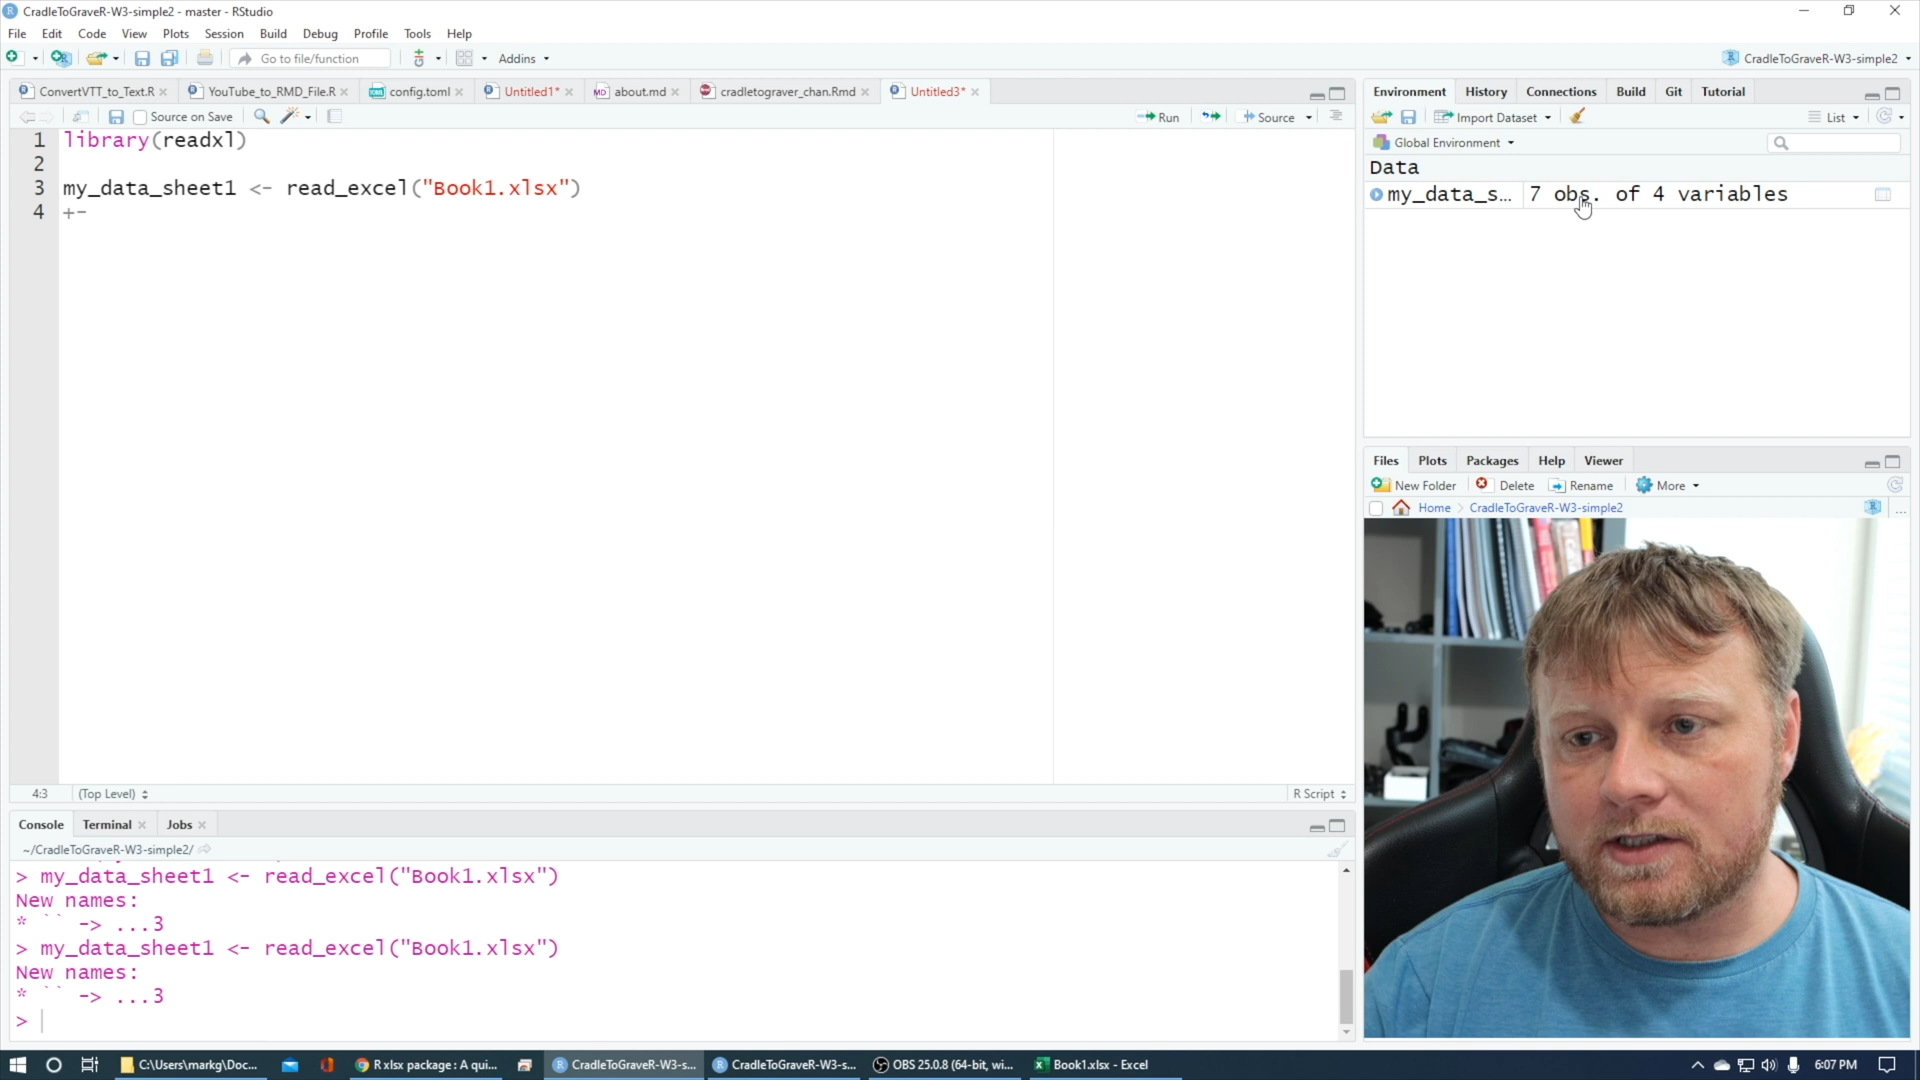 CradleToGraveR-W3-simple2 - master - RStudio
File Edit Code View Plots Session Build Debug Profile Tools Help
Go to file/function Addins CradleToGraveR-W3-simple2
ConvertVTT_to_Text.R YouTube_to_RMD_File.R config.toml Untitled1* about.md cradletograver_chan.Rmd Untitled3*
Source on Save Run Source
1 library(readxl)
2
3 my_data_sheet1 <- read_excel("Book1.xlsx")
4 +-
4:3 (Top Level) R Script
Console Terminal Jobs
~/CradleToGraveR-W3-simple2/
> my_data_sheet1 <- read_excel("Book1.xlsx")
New names:
* `` -> ...3
> my_data_sheet1 <- read_excel("Book1.xlsx")
New names:
* `` -> ...3
>
Environment History Connections Build Git Tutorial
Import Dataset List
Global Environment
Data
my_data_s... 7 obs. of 4 variables
Files Plots Packages Help Viewer
New Folder Delete Rename More
Home CradleToGraveR-W3-simple2 ...
C:\Users\markg\Doc... R xlsx package : A qui... CradleToGraveR-W3-s... CradleToGraveR-W3-s... OBS 25.0.8 (64-bit, wi... Book1.xlsx - Excel 6:07 PM